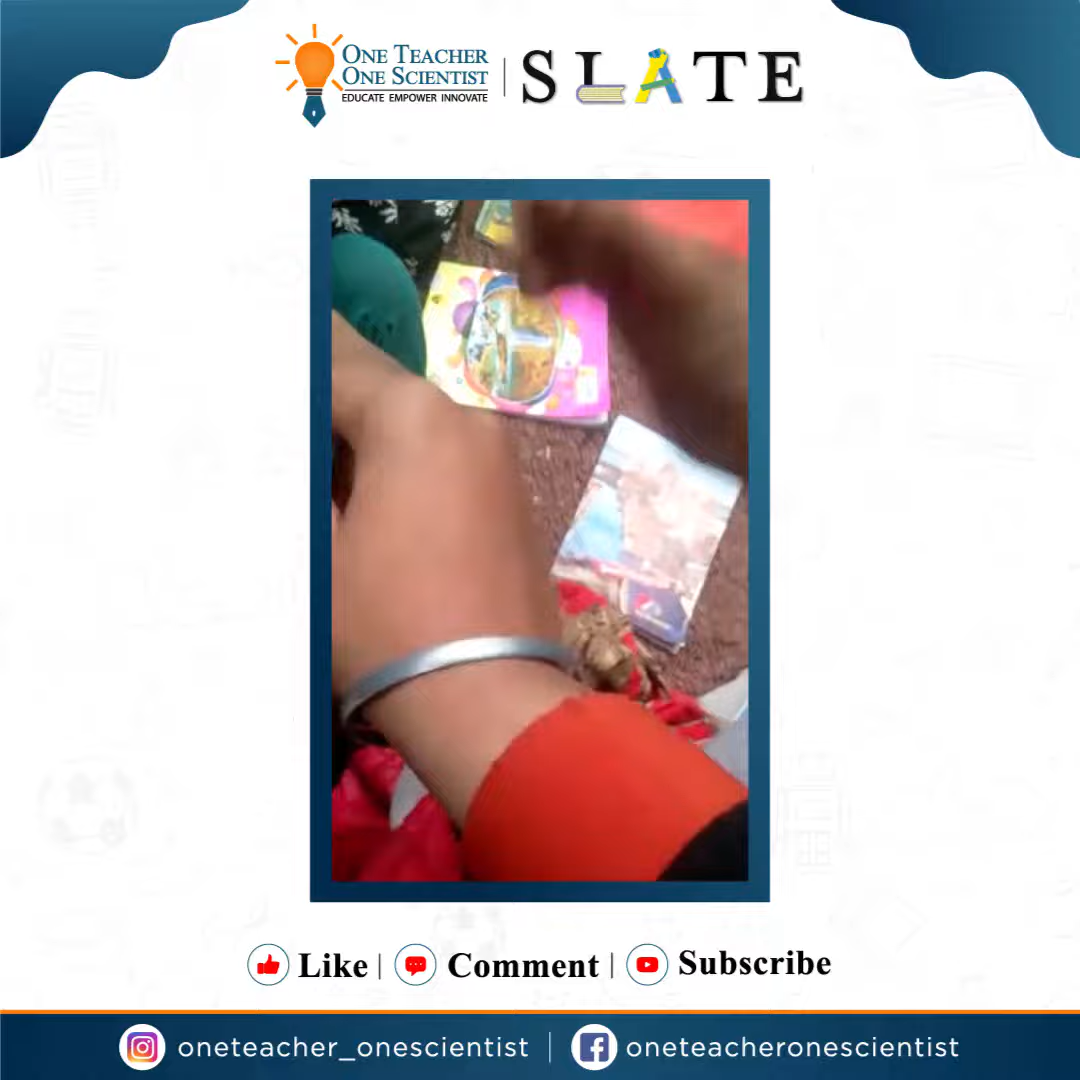 ONE TEACHER
ONE SCIENTIST
EDUCATE EMPOWER INNOVATE
SLATE
Like | Comment | Subscribe
oneteacher_onescientist | oneteacheronescientist